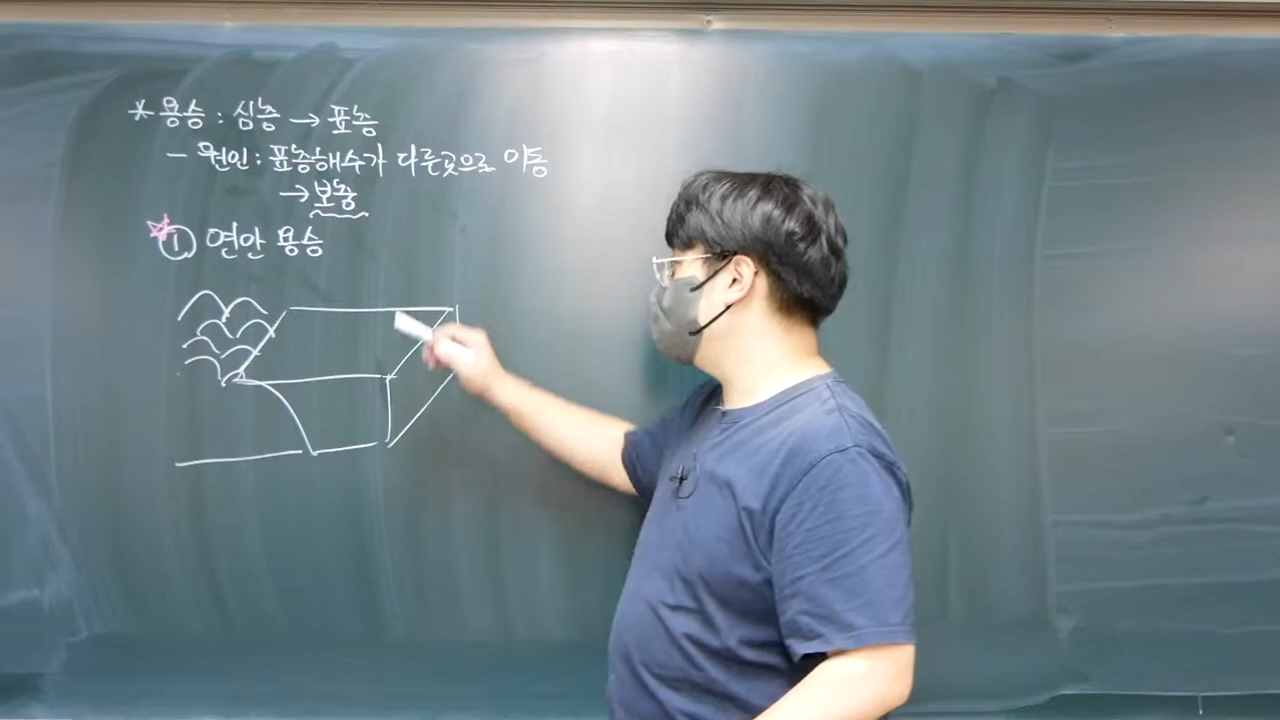 * 용승 : 심층 → 표층
- 원인 : 표층해수가 다른곳으로 이동
→ 보충
① 연안 용승